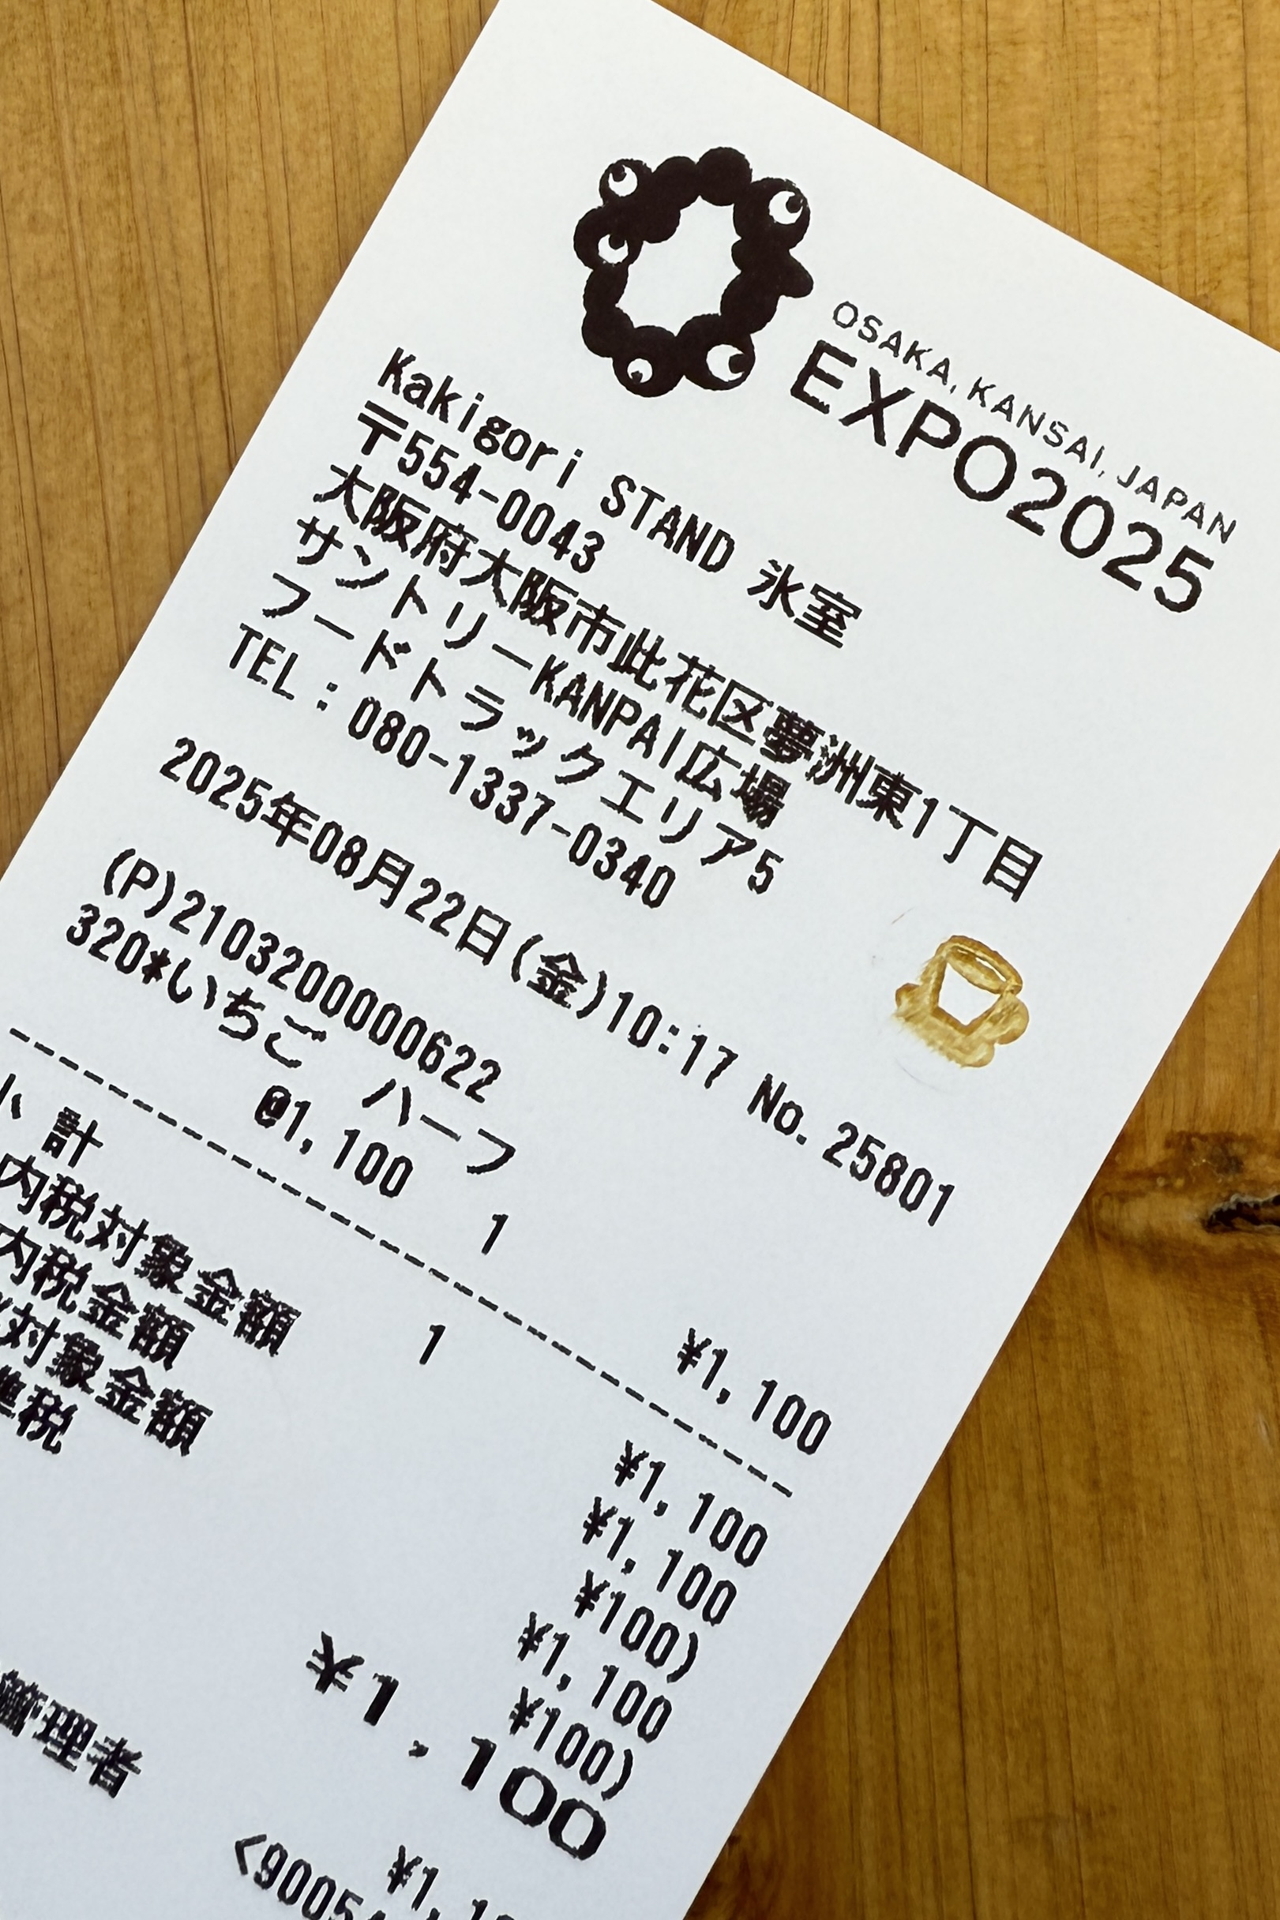 OSAKA, KANSAI, JAPAN
EXPO2025
Kakigori STAND 氷室
〒554-0043
大阪府大阪市此花区夢洲東1丁目
サントリーKANPAI広場
フードトラックエリア5
TEL:080-1337-0340
2025年08月22日(金)10:17 No.25801
(P)210320000622
320*いちご ハーフ
@1,100 1 ¥1,100
小 計 1 ¥1,100
内税対象金額 ¥1,100
内税金額 ¥100)
対象金額 ¥1,100
準税 ¥100)
¥1,100
管理者
¥1,1
<9005